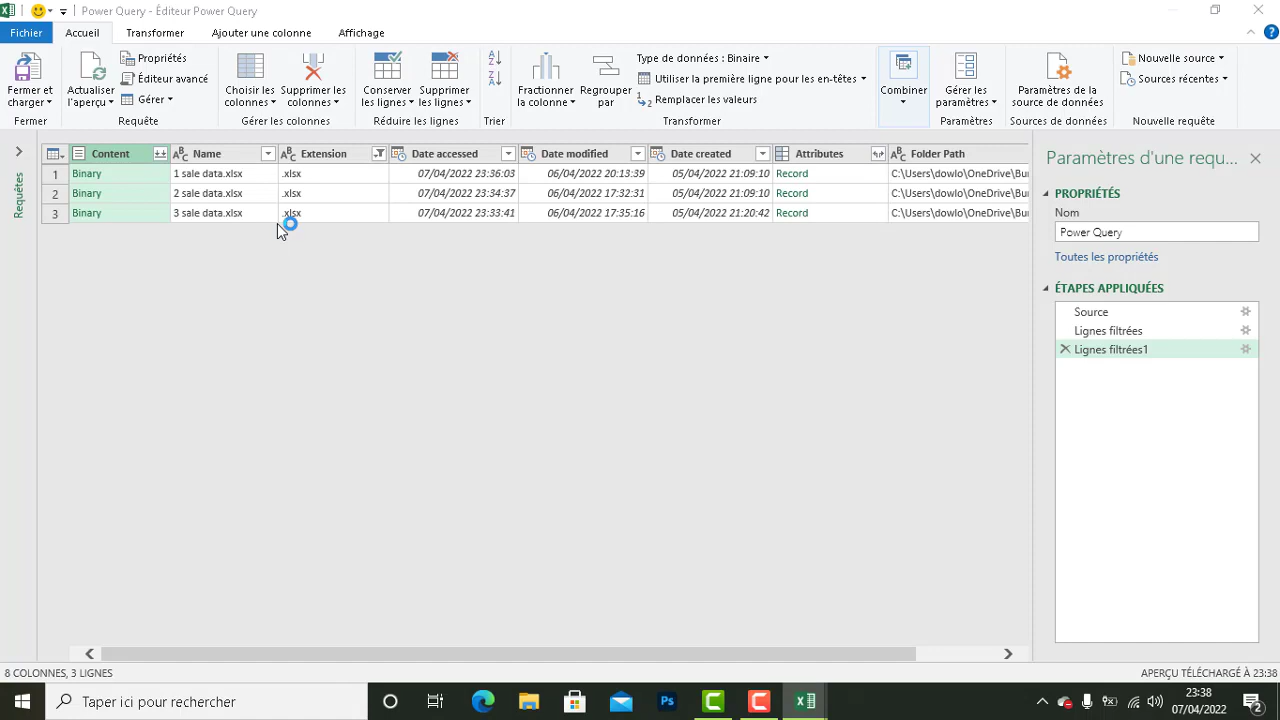 Power Query - Éditeur Power Query
Fichier Accueil Transformer Ajouter une colonne Affichage
Fermer et charger
Actualiser l'aperçu
Propriétés
Éditeur avancé
Gérer
Choisir les colonnes
Supprimer les colonnes
Conserver les lignes
Supprimer les lignes
Fractionner la colonne
Regrouper par
Type de données : Binaire
Utiliser la première ligne pour les en-têtes
Remplacer les valeurs
Combiner
Gérer les paramètres
Paramètres de la source de données
Nouvelle source
Sources récentes
Fermer Requête Gérer les colonnes Réduire les lignes Trier Transformer Paramètres Sources de données Nouvelle requête
Requêtes
Content Name Extension Date accessed Date modified Date created Attributes Folder Path
1 Binary 1 sale data.xlsx .xlsx 07/04/2022 23:36:03 06/04/2022 20:13:39 05/04/2022 21:09:10 Record C:\Users\dowlo\OneDrive\Bur
2 Binary 2 sale data.xlsx .xlsx 07/04/2022 23:34:37 06/04/2022 17:32:31 05/04/2022 21:09:10 Record C:\Users\dowlo\OneDrive\Bur
3 Binary 3 sale data.xlsx .xlsx 07/04/2022 23:33:41 06/04/2022 17:35:16 05/04/2022 21:20:42 Record C:\Users\dowlo\OneDrive\Bur
Paramètres d'une requ...
PROPRIÉTÉS
Nom
Power Query
Toutes les propriétés
ÉTAPES APPLIQUÉES
Source
Lignes filtrées
Lignes filtrées1
8 COLONNES, 3 LIGNES
APERÇU TÉLÉCHARGÉ À 23:38
Taper ici pour rechercher
23:38
07/04/2022
2